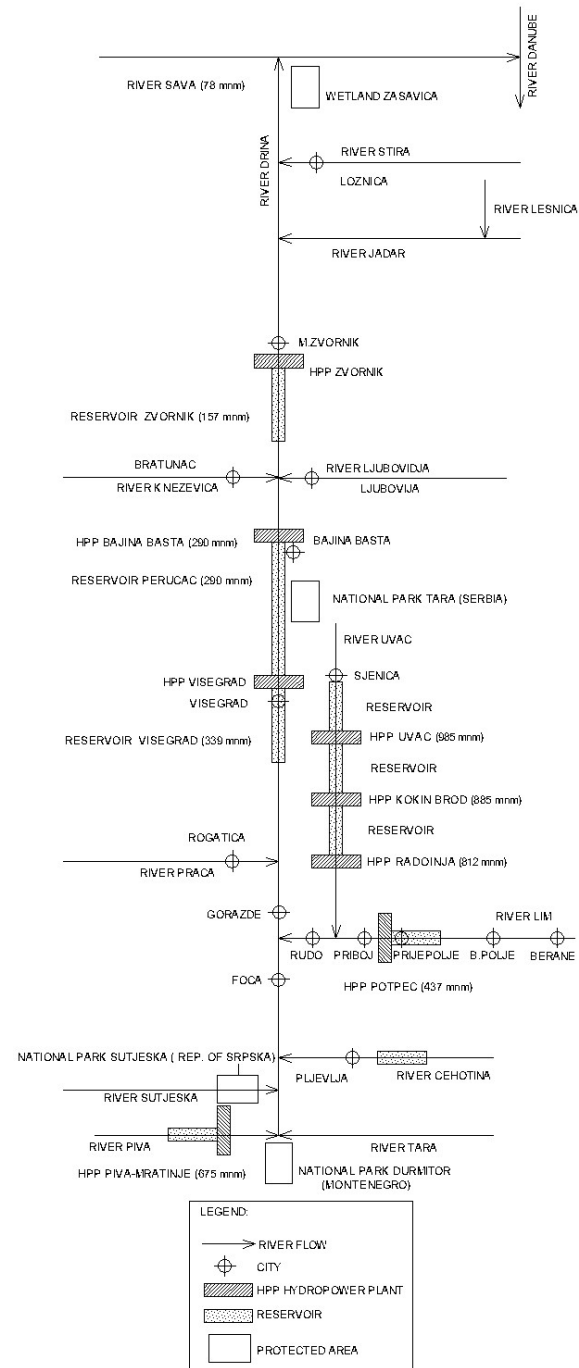 RIVER DANUBE
RIVER SAVA (78 mnm)
WETLAND ZASAVICA
RIVER DRINA
RIVER STIRA
LOZNICA
RIVER LESNICA
RIVER JADAR
M.ZVORNIK
HPP ZVORNIK
RESERVOIR ZVORNIK (157 mnm)
BRATUNAC
RIVER KNEZEVICA
RIVER LJUBOVIDJA
LJUBOVIJA
HPP BAJINA BASTA (290 mnm)
BAJINA BASTA
RESERVOIR PERUCAC (290 mnm)
NATIONAL PARK TARA (SERBIA)
RIVER UVAC
HPP VISEGRAD
SJENICA
VISEGRAD
RESERVOIR
RESERVOIR VISEGRAD (339 mnm)
HPP UVAC (985 mnm)
RESERVOIR
HPP KOKIN BROD (885 mnm)
RESERVOIR
ROGATICA
HPP RADOINJA (812 mnm)
RIVER PRACA
GORAZDE
RIVER LIM
RUDO PRIBOJ PRIJEPOLJE B.POLJE BERANE
FOCA
HPP POTPEC (437 mnm)
NATIONAL PARK SUTJESKA ( REP. OF SRPSKA)
PLJEVLJA
RIVER CEHOTINA
RIVER SUTJESKA
RIVER PIVA
RIVER TARA
HPP PIVA-MRATINJE (675 mnm)
NATIONAL PARK DURMITOR
(MONTENEGRO)
LEGEND:
RIVER FLOW
CITY
HPP HYDROPOWER PLANT
RESERVOIR
PROTECTED AREA